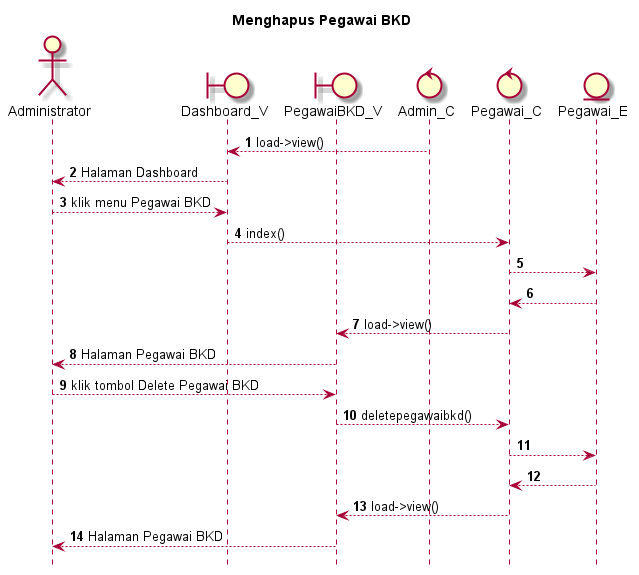 Menghapus Pegawai BKD
Administrator Dashboard_V PegawaiBKD_V Admin_C Pegawai_C Pegawai_E
1 load->view()
2 Halaman Dashboard
3 klik menu Pegawai BKD
4 index()
5
6
7 load->view()
8 Halaman Pegawai BKD
9 klik tombol Delete Pegawai BKD
10 deletepegawaibkd()
11
12
13 load->view()
14 Halaman Pegawai BKD